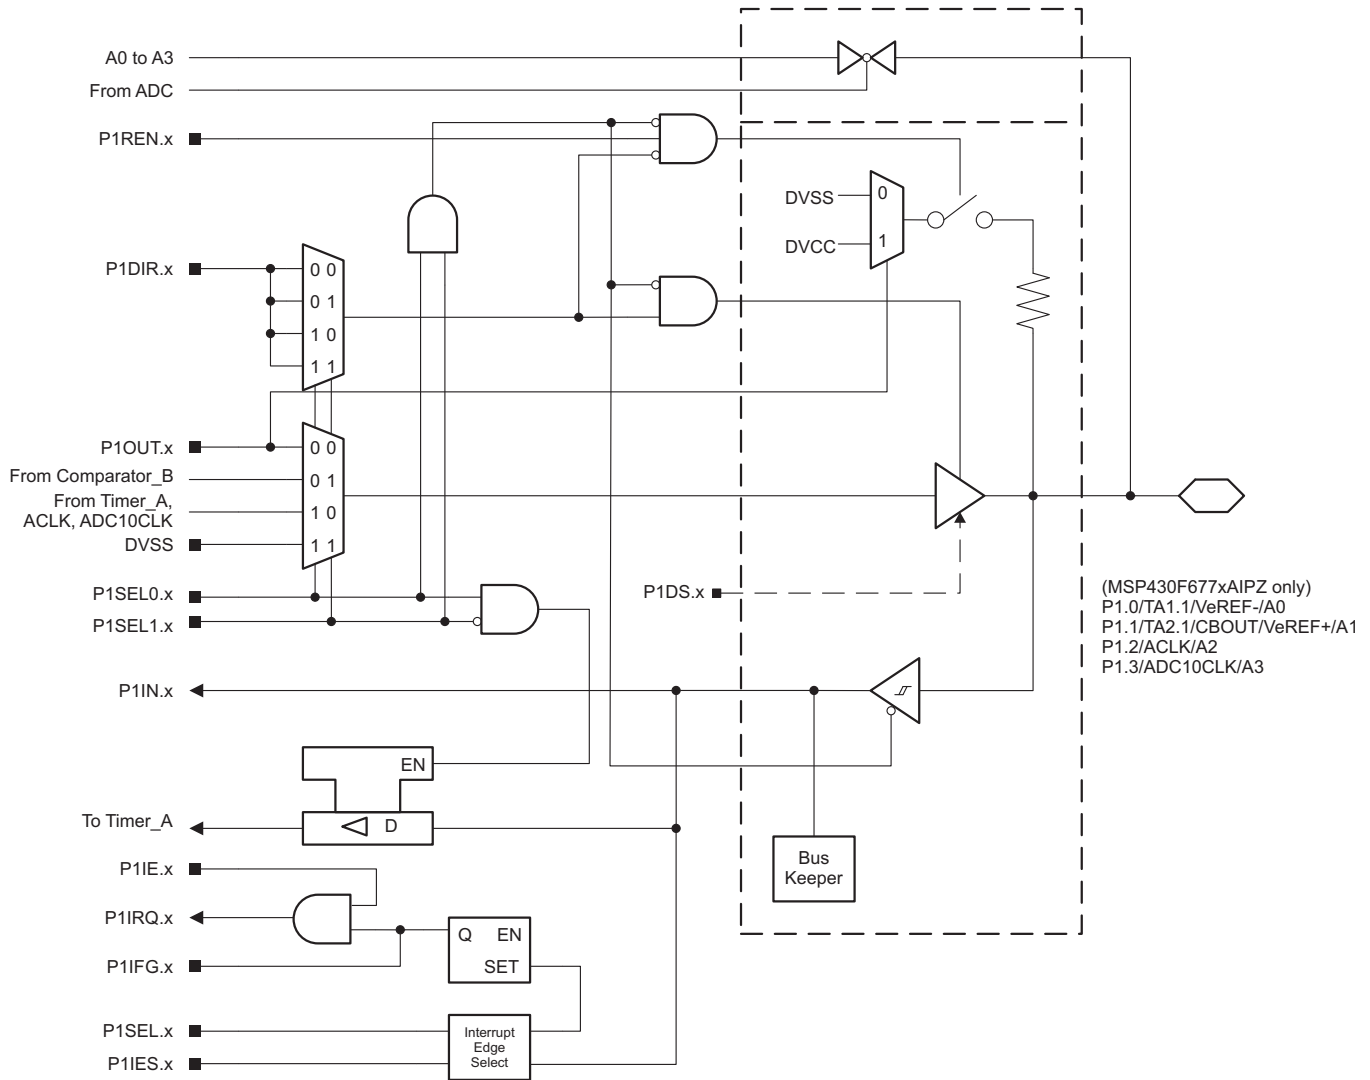 A0 to A3
From ADC
P1REN.x
DVSS
0
DVCC
1
P1DIR.x
0 0
0 1
1 0
1 1
P1OUT.x
0 0
From Comparator_B
0 1
From Timer_A,
ACLK, ADC10CLK
1 0
DVSS
1 1
P1SEL0.x
P1SEL1.x
P1DS.x
(MSP430F677xAIPZ only)
P1.0/TA1.1/VeREF-/A0
P1.1/TA2.1/CBOUT/VeREF+/A1
P1.2/ACLK/A2
P1.3/ADC10CLK/A3
P1IN.x
EN
To Timer_A
D
Bus
Keeper
P1IE.x
P1IRQ.x
Q EN
SET
P1IFG.x
P1SEL.x
P1IES.x
Interrupt
Edge
Select